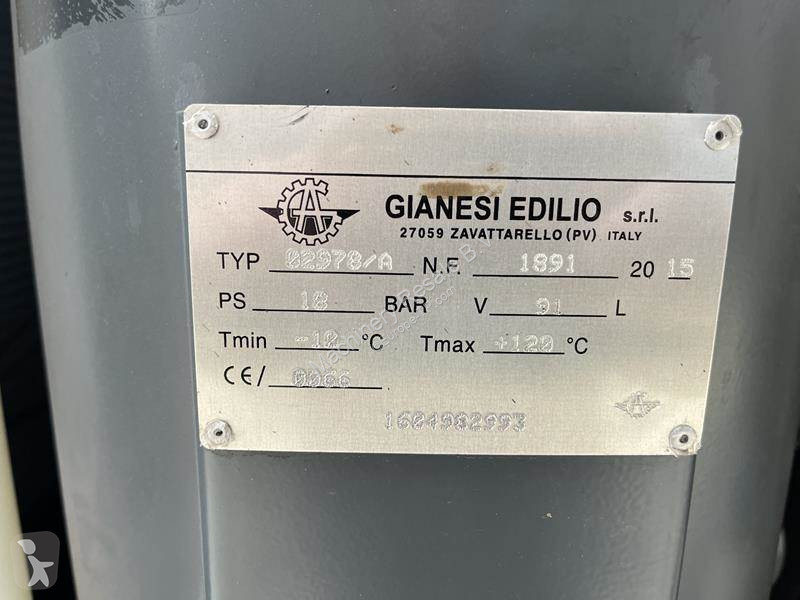 GIANESI EDILIO s.r.l.
27059 ZAVATTARELLO (PV) ITALY
TYP 02978/A N.F. 1891 20 15
PS BAR V 91 L
Tmin -10 °C Tmax +120 °C
CE/ 0066
1604982993